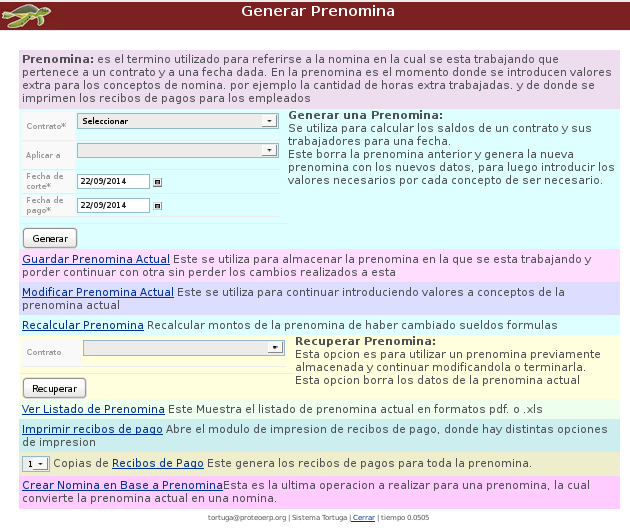 Generar Prenomina
Prenomina: es el termino utilizado para referirse a la nomina en la cual se esta trabajando que
pertenece a un contrato y a una fecha dada. En la prenomina es el momento donde se introducen valores
extra para los conceptos de nomina. por ejemplo la cantidad de horas extra trabajadas. y de donde se
imprimen los recibos de pagos para los empleados
Contrato* Seleccionar
Aplicar a
Fecha de
corte* 22/09/2014
Fecha de
pago* 22/09/2014
Generar
Generar una Prenomina:
Se utiliza para calcular los saldos de un contrato y sus
trabajadores para una fecha.
Este borra la prenomina anterior y genera la nueva
prenomina con los nuevos datos, para luego introducir los
valores necesarios por cada concepto de ser necesario.
Guardar Prenomina Actual Este se utiliza para almacenar la prenomina en la que se esta trabajando y
porder continuar con otra sin perder los cambios realizados a esta
Modificar Prenomina Actual Este se utiliza para continuar introduciendo valores a conceptos de la
prenomina actual
Recalcular Prenomina Recalcular montos de la prenomina de haber cambiado sueldos formulas
Contrato
Recuperar
Recuperar Prenomina:
Esta opcion es para utilizar un prenomina previamente
almacenada y continuar modificandola o terminarla.
Esta opcion borra los datos de la prenomina actual
Ver Listado de Prenomina Este Muestra el listado de prenomina actual en formatos pdf. o .xls
Imprimir recibos de pago Abre el modulo de impresion de recibos de pago, donde hay distintas opciones
de impresion
1 Copias de Recibos de Pago Este genera los recibos de pagos para toda la prenomina.
Crear Nomina en Base a PrenominaEsta es la ultima operacion a realizar para una prenomina, la cual
convierte la prenomina actual en una nomina.
tortuga@proteoerp.org | Sistema Tortuga | Cerrar | tiempo 0.0505